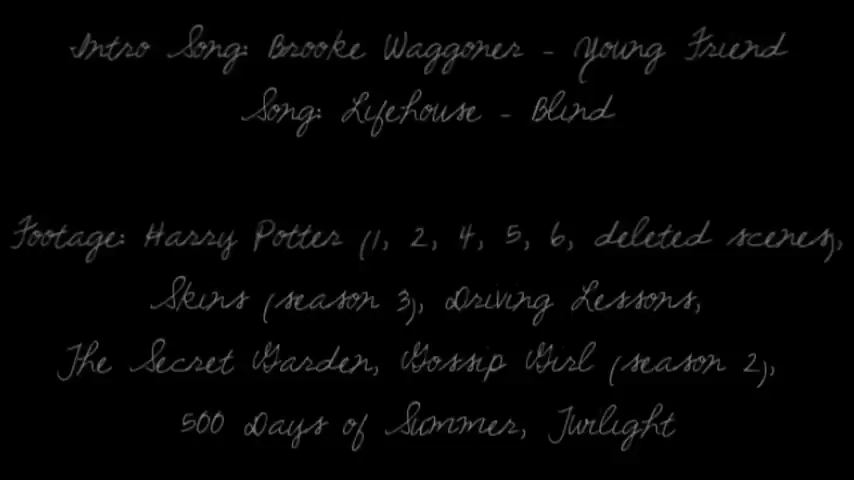 Intro Song: Brooke Waggoner - Young Friend
Song: Lifehouse - Blind
Footage: Harry Potter (1, 2, 4, 5, 6, deleted scenes),
Skins (season 3), Driving Lessons,
The Secret Garden, Gossip Girl (season 2),
500 Days of Summer, Twilight